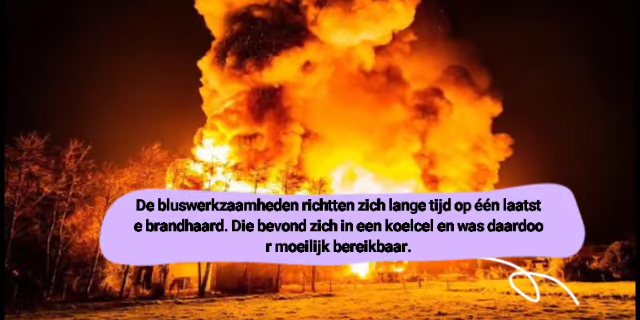 De bluswerkzaamheden richtten zich lange tijd op één laatst
e brandhaard. Die bevond zich in een koelcel en was daardoo
r moeilijk bereikbaar.